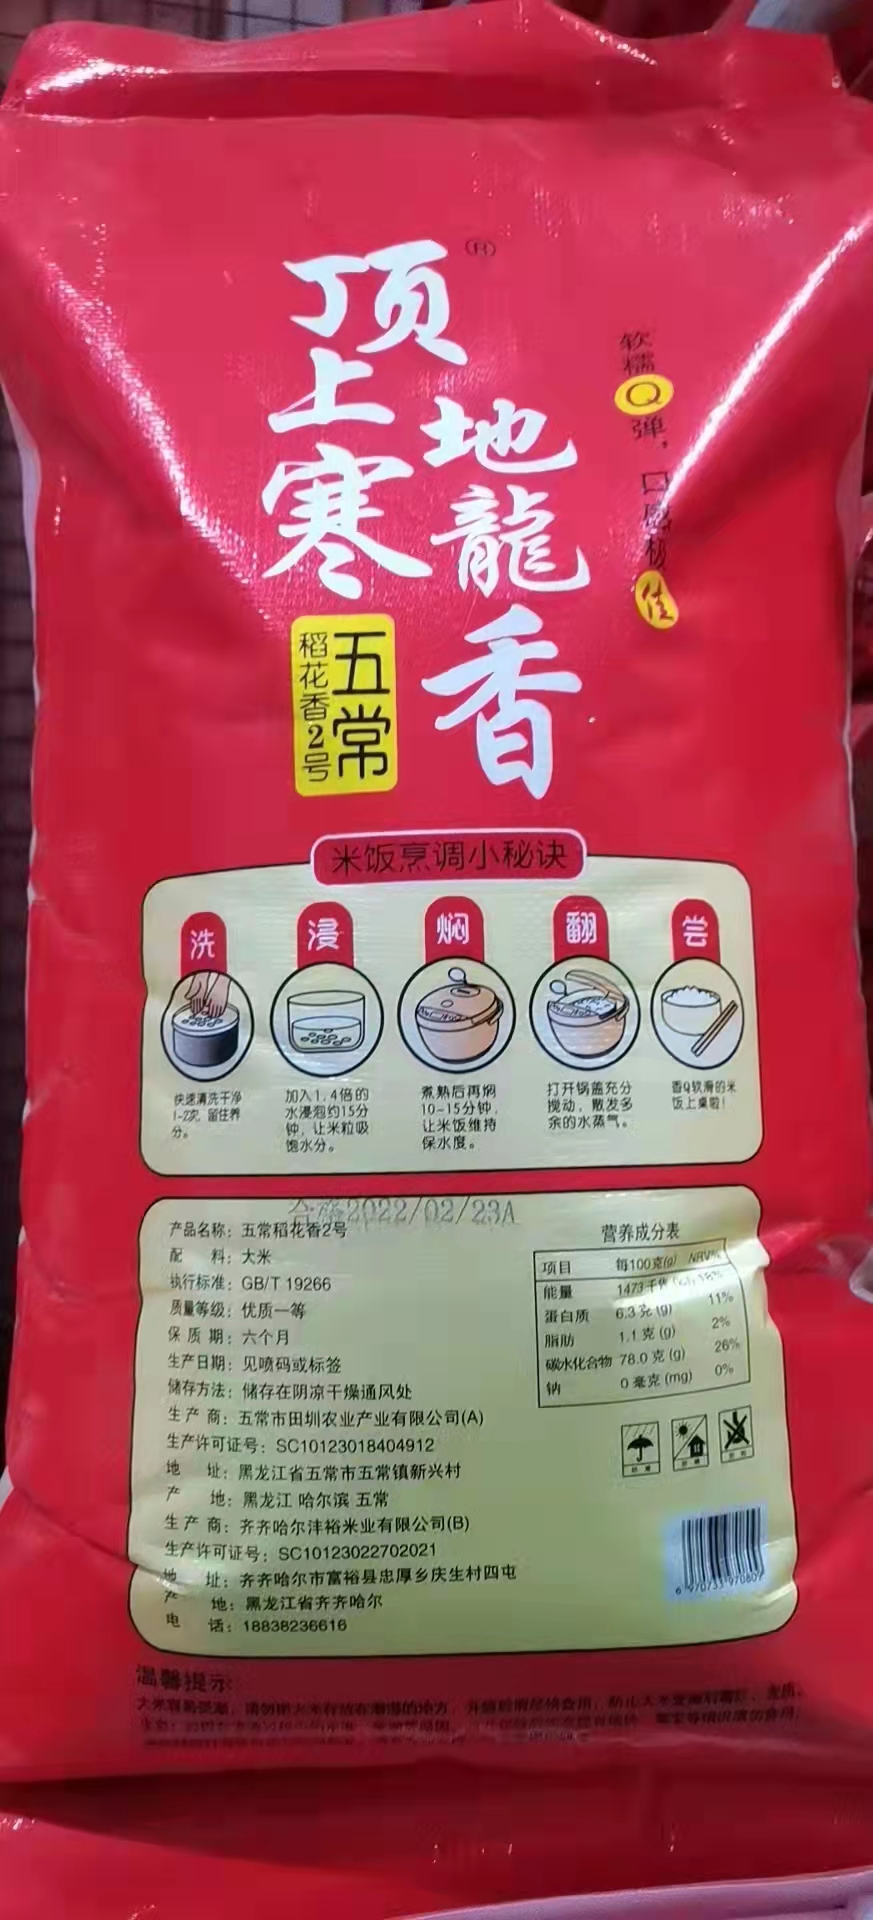 顶上寒
地龍香
®
软糯Q弹，口感极佳
五常
稻花香2号
米饭烹调小秘诀
洗
浸
焖
翻
尝
快速清洗干净
1-2次，留住养
分。
加入1.4倍的
水浸泡约15分
钟，让米粒吸
饱水分。
煮熟后再焖
10-15分钟，
让米饭维持
保水度。
打开锅盖充分
搅动，散发多
余的水蒸气。
香Q软滑的米
饭上桌啦！
合格2022/02/23A
产品名称：五常稻花香2号
配 料：大米
执行标准：GB/T 19266
质量等级：优质一等
保 质 期：六个月
生产日期：见喷码或标签
储存方法：储存在阴凉干燥通风处
生 产 商：五常市田圳农业产业有限公司(A)
生产许可证号：SC10123018404912
地 址：黑龙江省五常市五常镇新兴村
产 地：黑龙江 哈尔滨 五常
生 产 商：齐齐哈尔沣裕米业有限公司(B)
生产许可证号：SC10123022702021
地 址：齐齐哈尔市富裕县忠厚乡庆生村四屯
产 地：黑龙江省齐齐哈尔
电 话：18838236616
营养成分表
项目 每100克(g) NRV%
能量 1473千焦(kJ) 18%
蛋白质 6.3克(g) 11%
脂肪 1.1克(g) 2%
碳水化合物 78.0克(g) 26%
钠 0毫克(mg) 0%
6 970733 970809
温馨提示